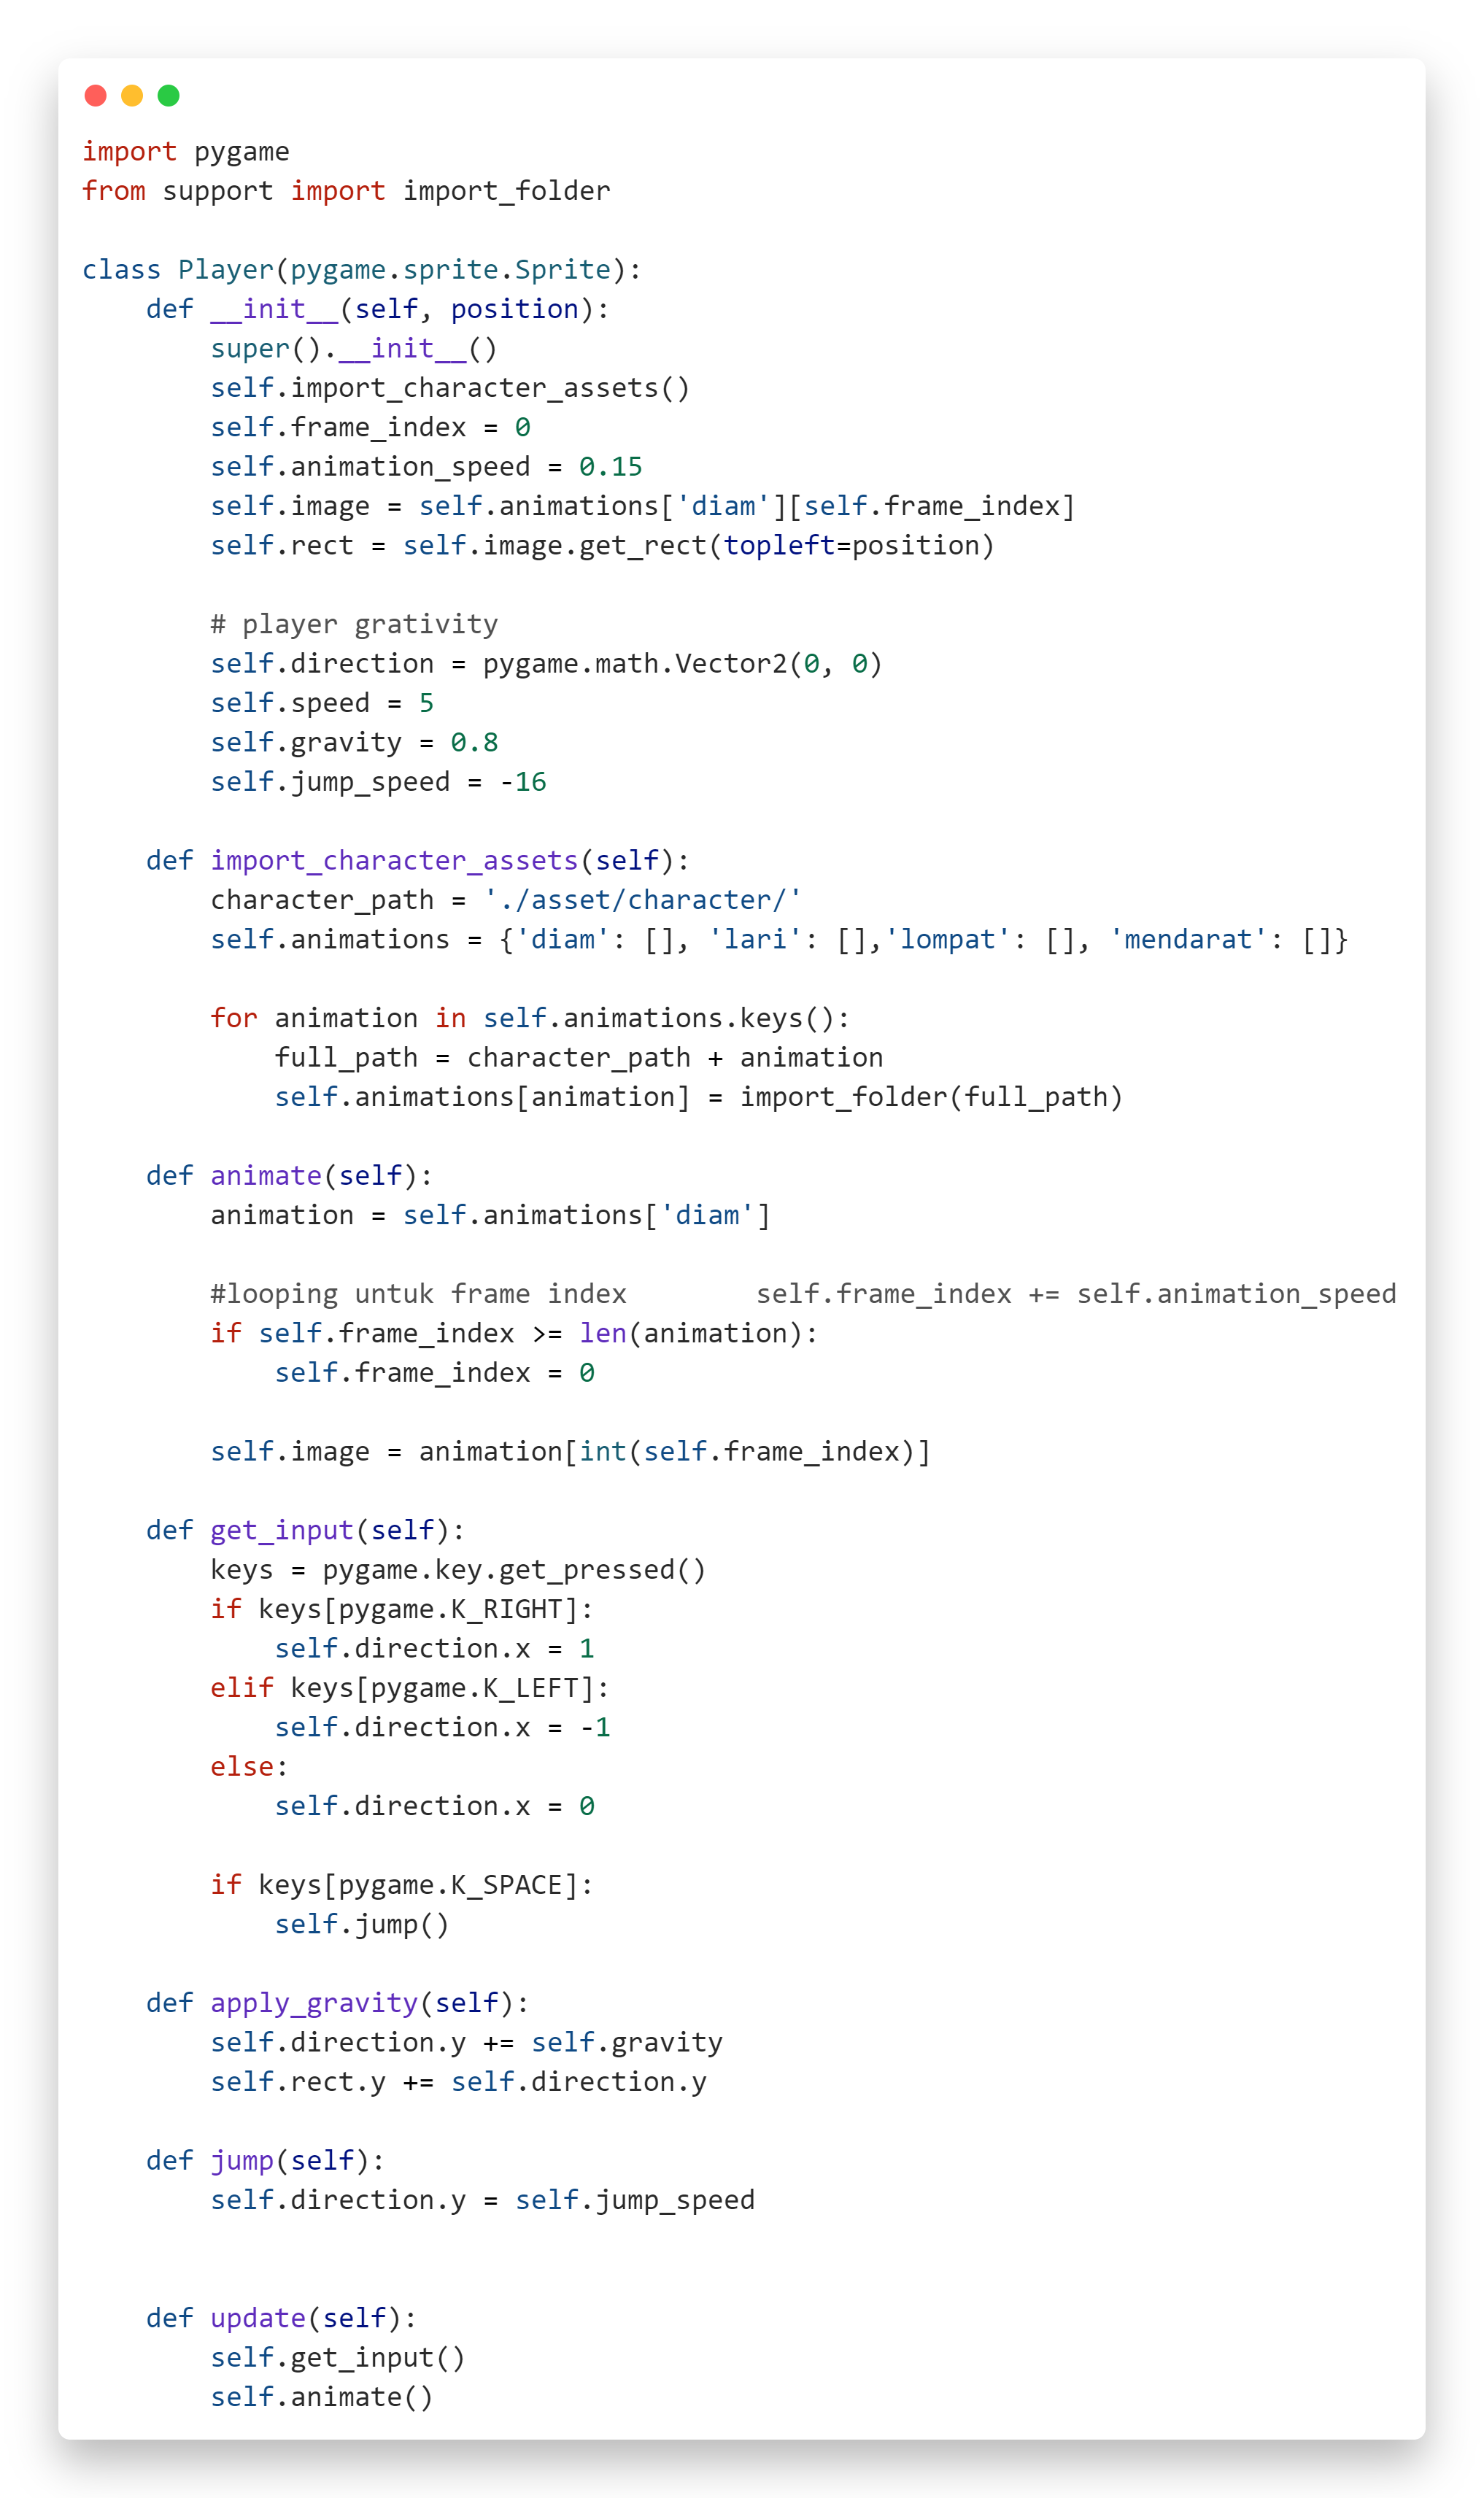 import pygame
from support import import_folder

class Player(pygame.sprite.Sprite):
    def __init__(self, position):
        super().__init__()
        self.import_character_assets()
        self.frame_index = 0
        self.animation_speed = 0.15
        self.image = self.animations['diam'][self.frame_index]
        self.rect = self.image.get_rect(topleft=position)

        # player grativity
        self.direction = pygame.math.Vector2(0, 0)
        self.speed = 5
        self.gravity = 0.8
        self.jump_speed = -16

    def import_character_assets(self):
        character_path = './asset/character/'
        self.animations = {'diam': [], 'lari': [],'lompat': [], 'mendarat': []}

        for animation in self.animations.keys():
            full_path = character_path + animation
            self.animations[animation] = import_folder(full_path)

    def animate(self):
        animation = self.animations['diam']

        #looping untuk frame index        self.frame_index += self.animation_speed
        if self.frame_index >= len(animation):
            self.frame_index = 0

        self.image = animation[int(self.frame_index)]

    def get_input(self):
        keys = pygame.key.get_pressed()
        if keys[pygame.K_RIGHT]:
            self.direction.x = 1
        elif keys[pygame.K_LEFT]:
            self.direction.x = -1
        else:
            self.direction.x = 0

        if keys[pygame.K_SPACE]:
            self.jump()

    def apply_gravity(self):
        self.direction.y += self.gravity
        self.rect.y += self.direction.y

    def jump(self):
        self.direction.y = self.jump_speed


    def update(self):
        self.get_input()
        self.animate()